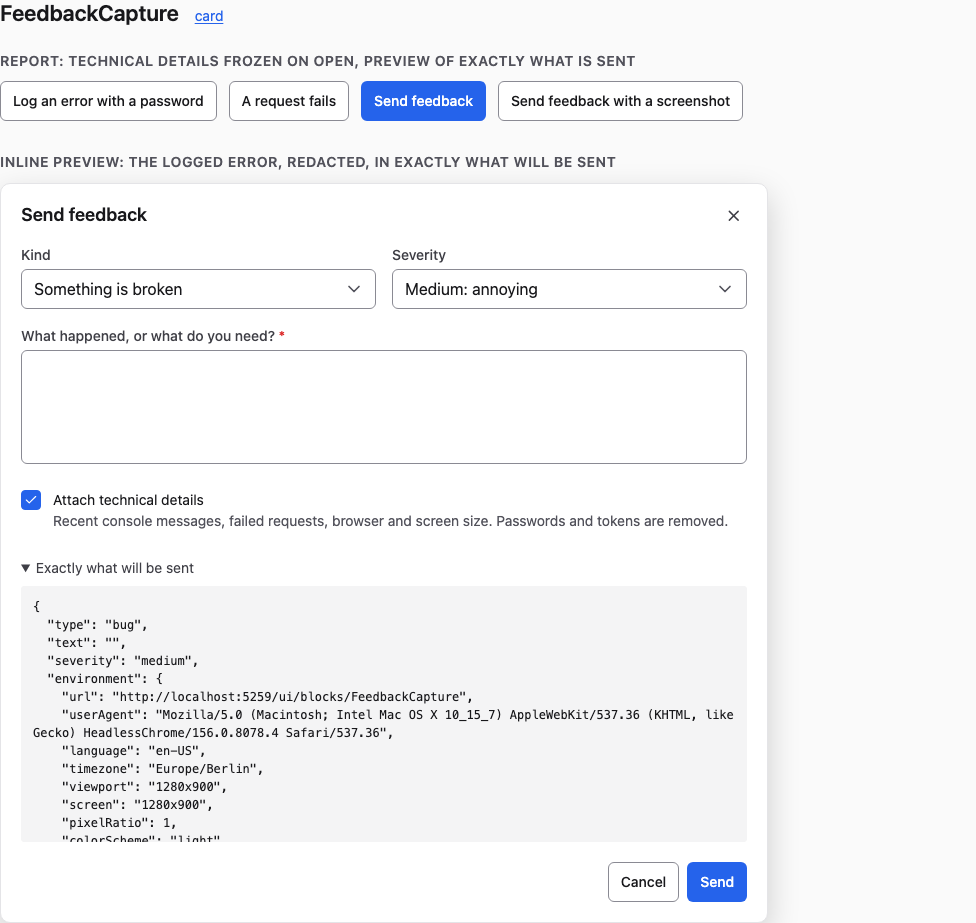 FeedbackCapture card
REPORT: TECHNICAL DETAILS FROZEN ON OPEN, PREVIEW OF EXACTLY WHAT IS SENT
Log an error with a password A request fails Send feedback Send feedback with a screenshot
INLINE PREVIEW: THE LOGGED ERROR, REDACTED, IN EXACTLY WHAT WILL BE SENT
Send feedback
Kind Severity
Something is broken Medium: annoying
What happened, or what do you need? *
Attach technical details
Recent console messages, failed requests, browser and screen size. Passwords and tokens are removed.
▼ Exactly what will be sent
{
  "type": "bug",
  "text": "",
  "severity": "medium",
  "environment": {
    "url": "http://localhost:5259/ui/blocks/FeedbackCapture",
    "userAgent": "Mozilla/5.0 (Macintosh; Intel Mac OS X 10_15_7) AppleWebKit/537.36 (KHTML, like
Gecko) HeadlessChrome/156.0.8078.4 Safari/537.36",
    "language": "en-US",
    "timezone": "Europe/Berlin",
    "viewport": "1280x900",
    "screen": "1280x900",
    "pixelRatio": 1,
    "colorScheme": "light"
Cancel Send